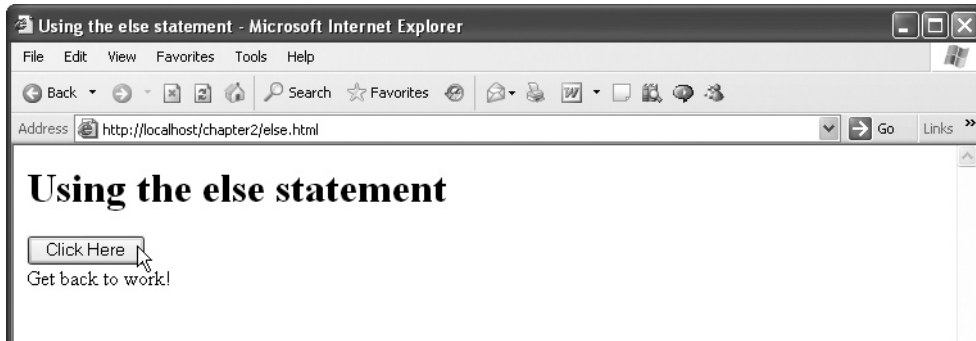 Using the else statement - Microsoft Internet Explorer
File Edit View Favorites Tools Help
Back Search Favorites W
Address http://localhost/chapter2/else.html Go Links »
Using the else statement
Click Here
Get back to work!